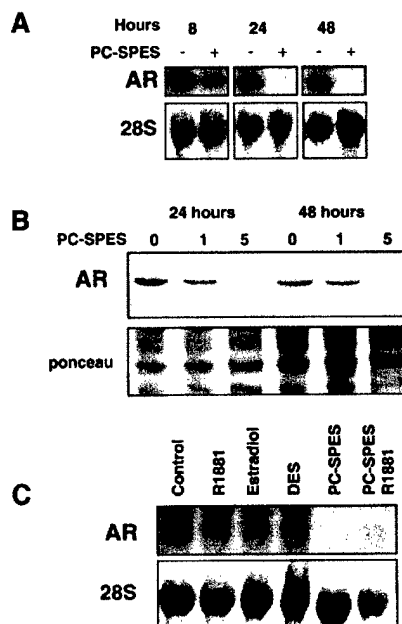 A
Hours 8 24 48
PC-SPES - + - + - +
AR
28S
B
24 hours 48 hours
PC-SPES 0 1 5 0 1 5
AR
ponceau
C
Control R1881 Estradiol DES PC-SPES PC-SPES R1881
AR
28S